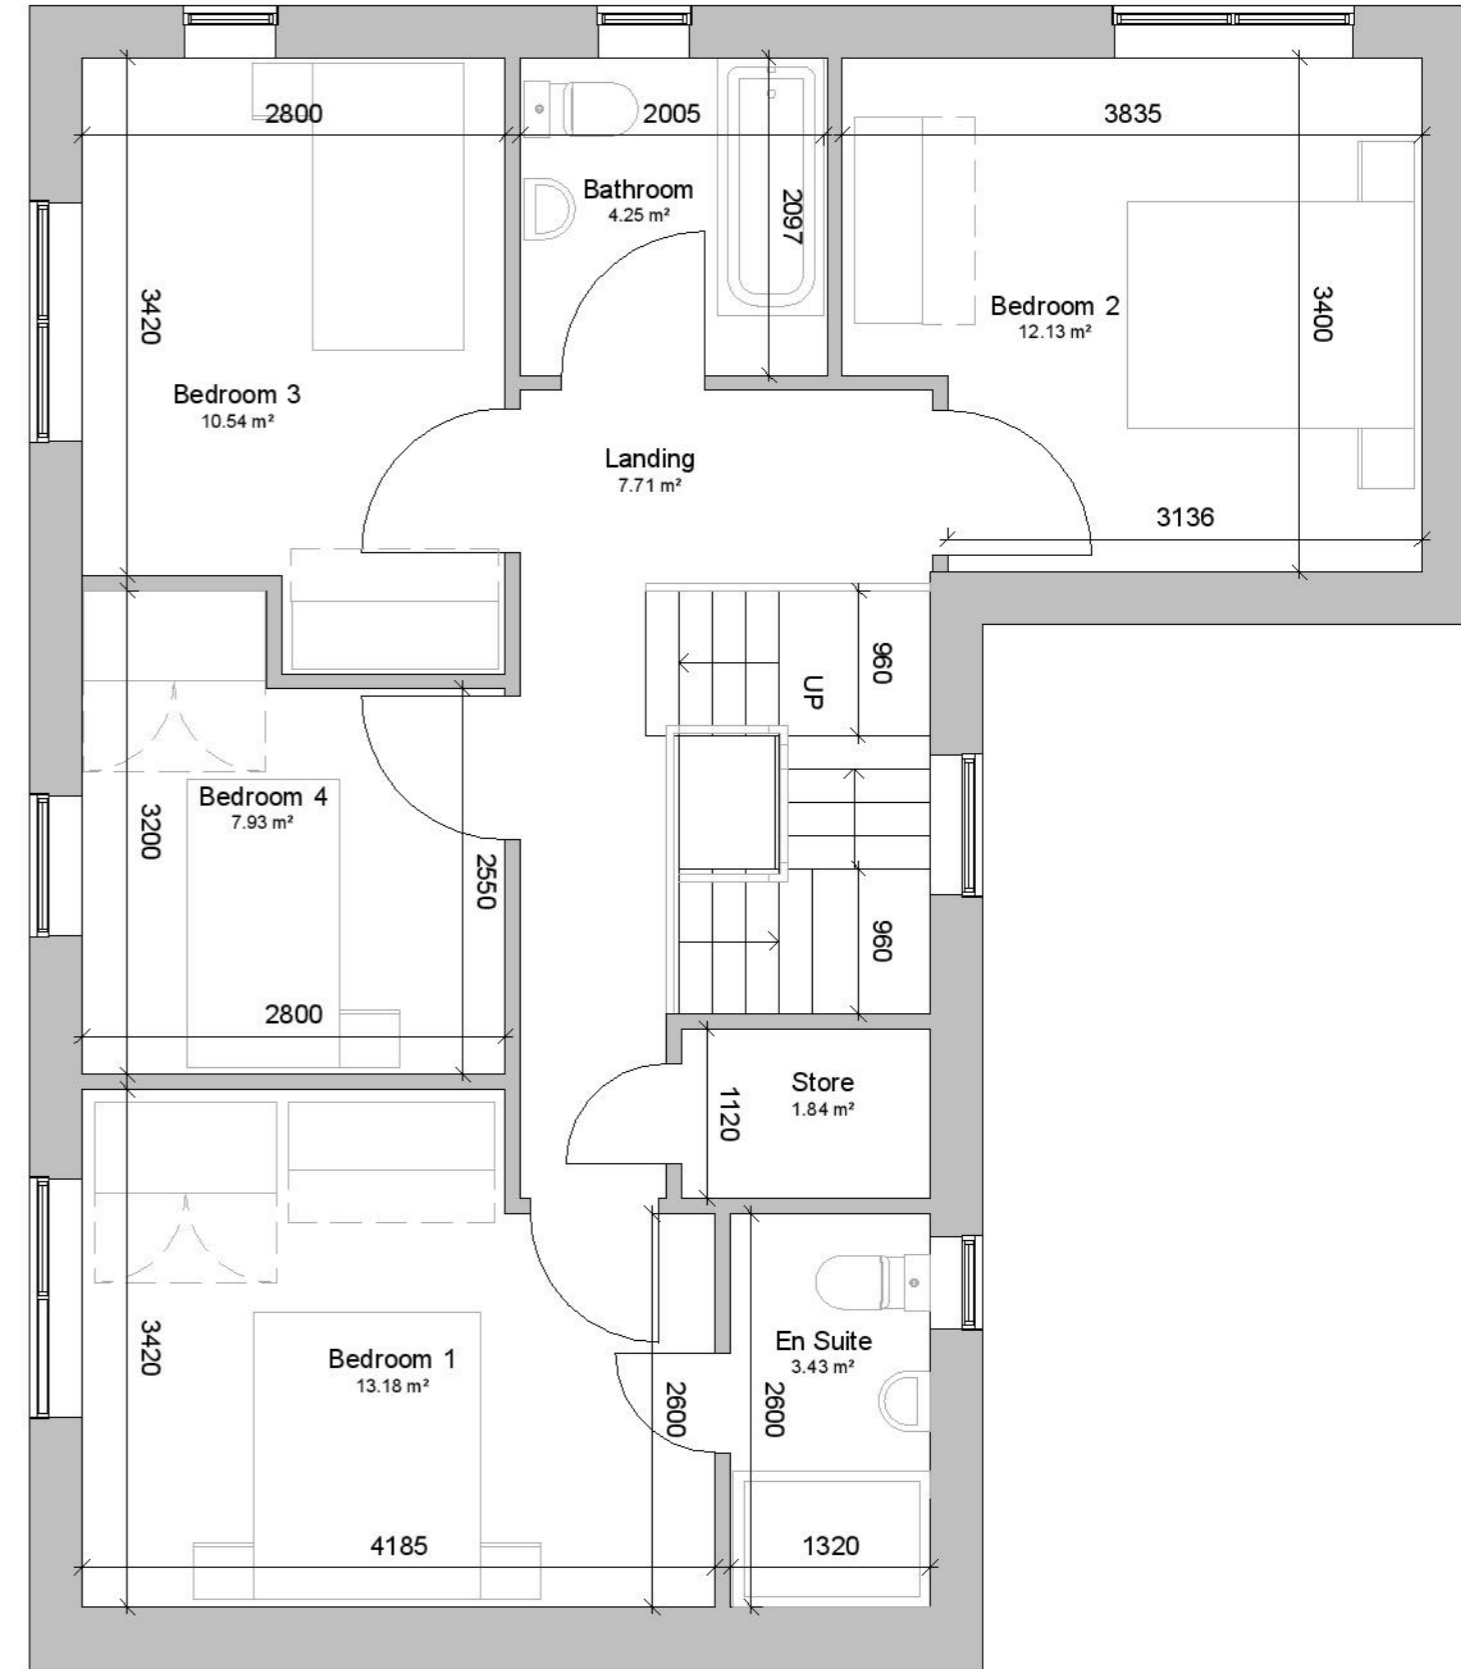 2800
2005
3835
Bathroom
4.25 m²
2097
3420
Bedroom 2
12.13 m²
3400
Bedroom 3
10.54 m²
Landing
7.71 m²
3136
960
UP
Bedroom 4
7.93 m²
3200
2550
960
2800
Store
1.84 m²
1120
3420
Bedroom 1
13.18 m²
En Suite
3.43 m²
2600
2600
4185
1320